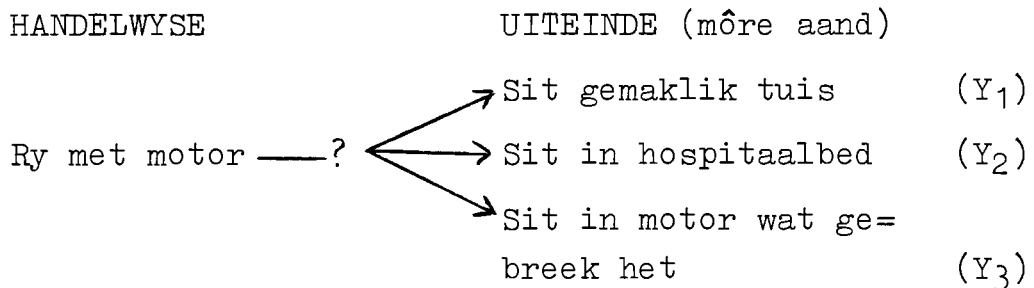 HANDELWYSE UITEINDE (môre aand)
Sit gemaklik tuis (Y1)
Ry met motor ——? Sit in hospitaalbed (Y2)
Sit in motor wat ge=
breek het (Y3)